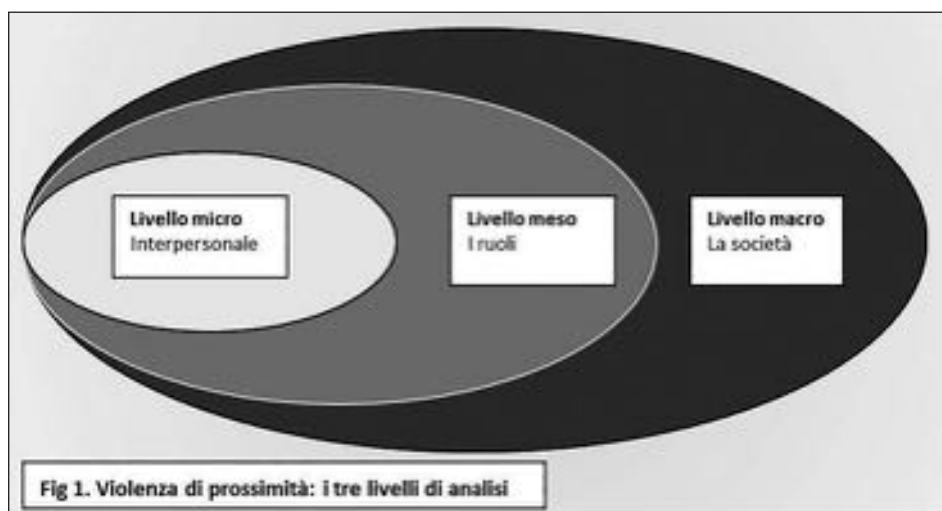 Livello micro
Interpersonale
Livello meso
I ruoli
Livello macro
La società
Fig 1. Violenza di prossimità: i tre livelli di analisi